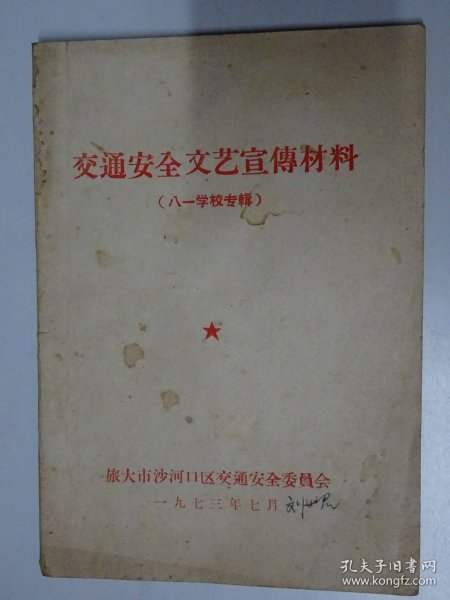 交通安全文艺宣傳材料
（八一学校专輯）
旅大市沙河口区交通安全委員会
一九七三年七月
孔夫子旧书网
www.kongfz.com